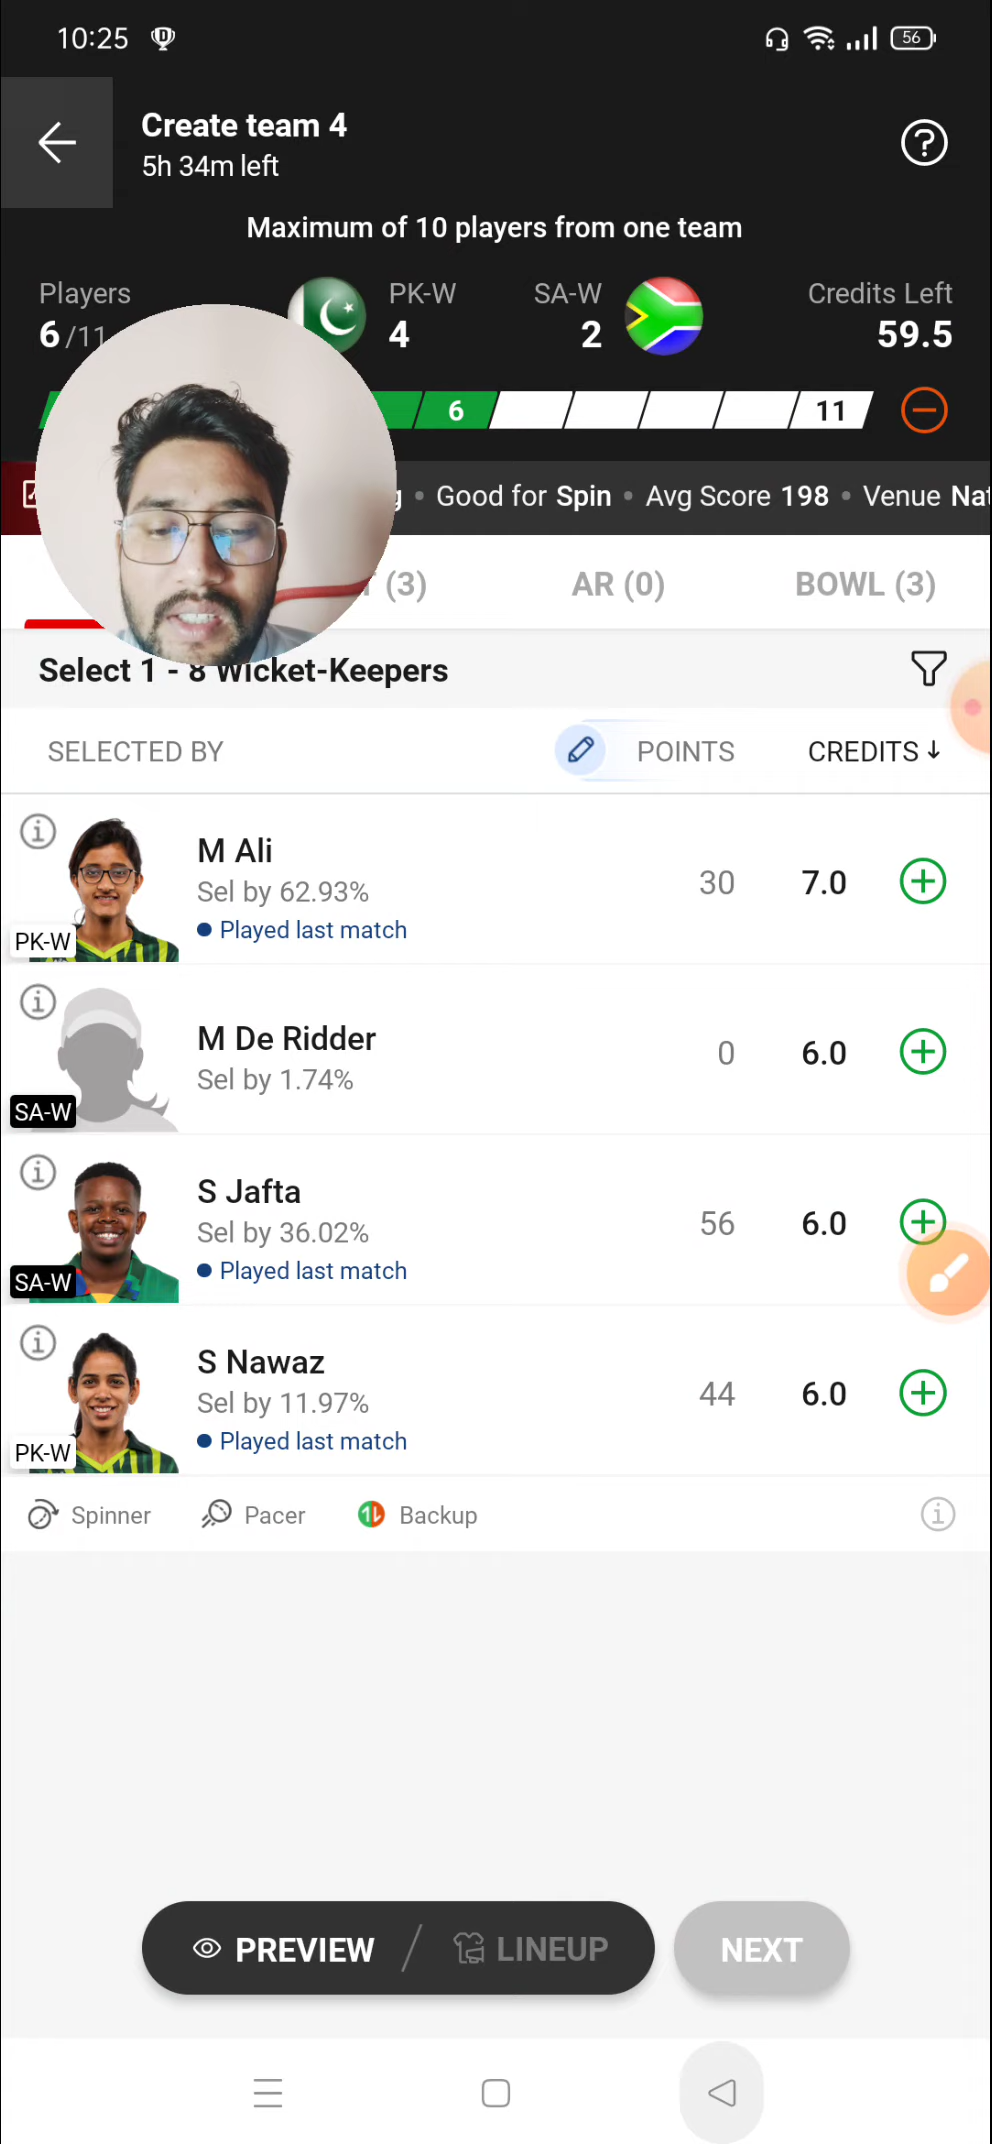 10:25
56
Create team 4
5h 34m left
Maximum of 10 players from one team
Players
6/11
PK-W
4
SA-W
2
Credits Left
59.5
6
11
• Good for Spin • Avg Score 198 • Venue Nat
(3)
AR (0)
BOWL (3)
Select 1 - 8 Wicket-Keepers
SELECTED BY
POINTS
CREDITS ↓
M Ali
Sel by 62.93%
Played last match
PK-W
30
7.0
M De Ridder
Sel by 1.74%
SA-W
0
6.0
S Jafta
Sel by 36.02%
Played last match
SA-W
56
6.0
S Nawaz
Sel by 11.97%
Played last match
PK-W
44
6.0
Spinner
Pacer
Backup
PREVIEW / LINEUP
NEXT